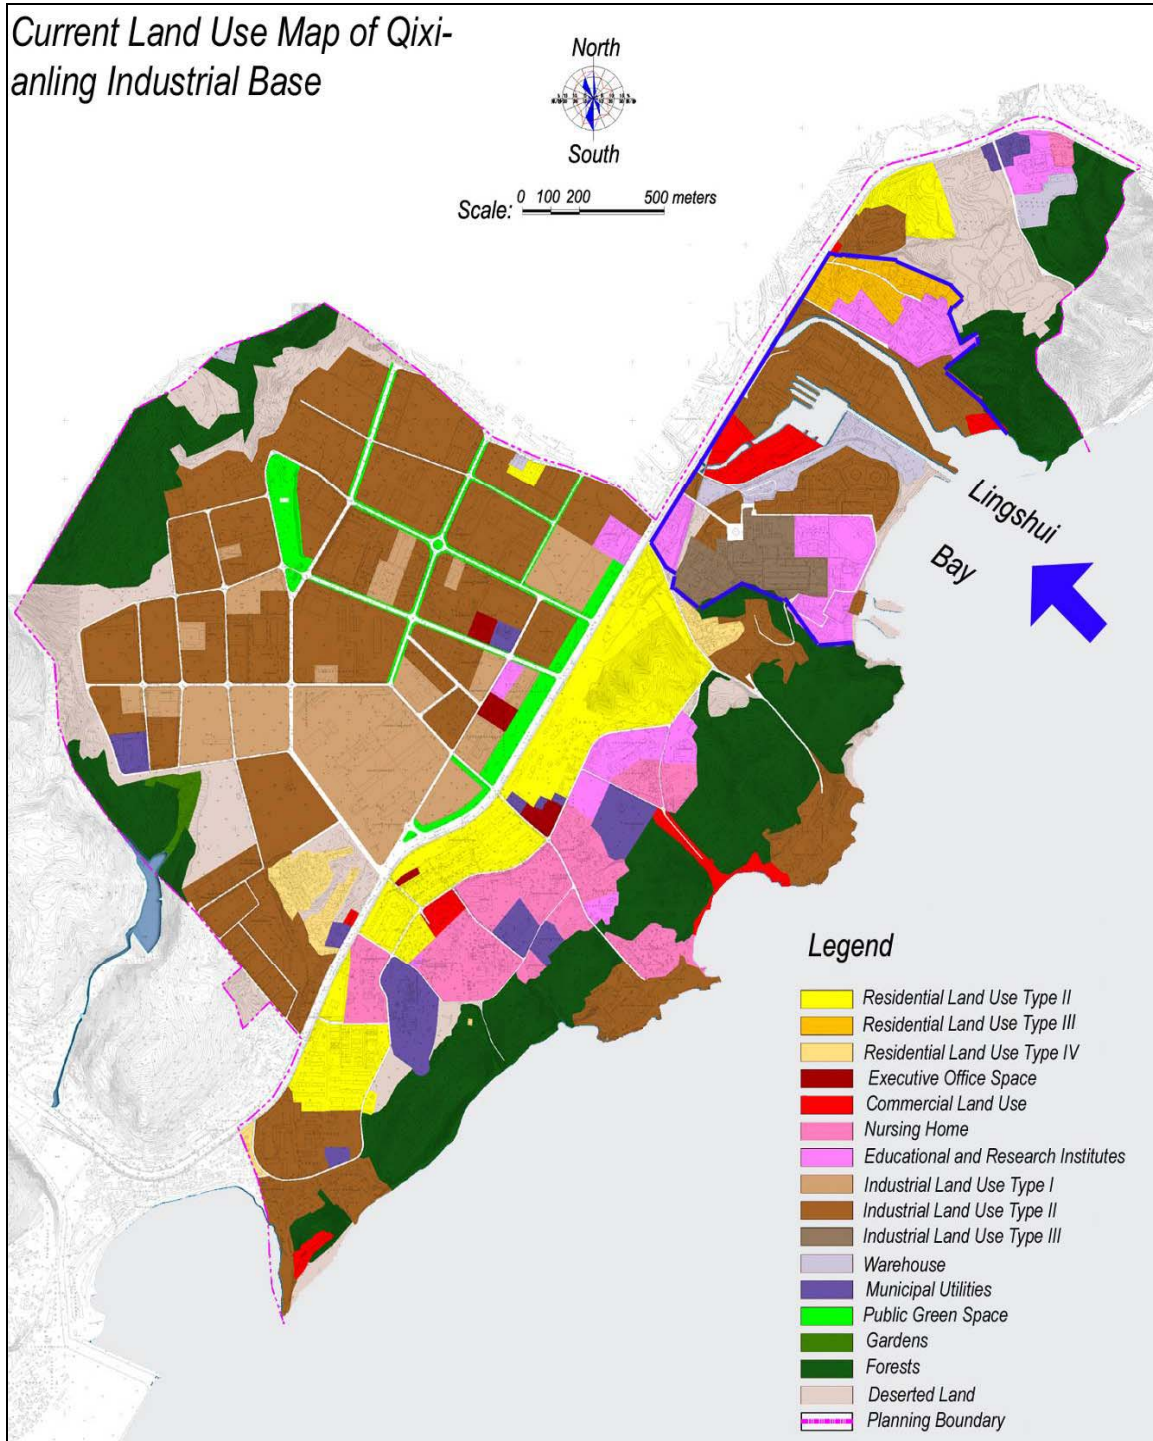 Current Land Use Map of Qixi-
anling Industrial Base
North
South
Scale: 0 100 200 500 meters
Lingshui
Bay
Legend
Residential Land Use Type II
Residential Land Use Type III
Residential Land Use Type IV
Executive Office Space
Commercial Land Use
Nursing Home
Educational and Research Institutes
Industrial Land Use Type I
Industrial Land Use Type II
Industrial Land Use Type III
Warehouse
Municipal Utilities
Public Green Space
Gardens
Forests
Deserted Land
Planning Boundary